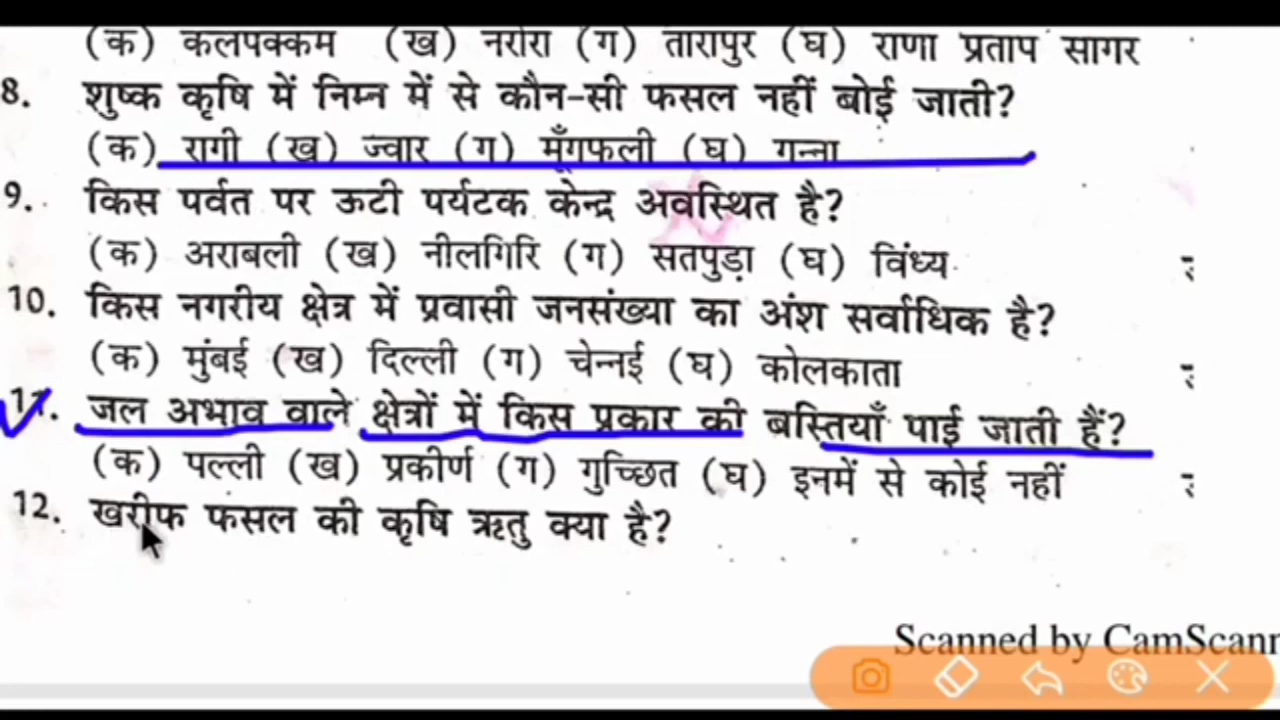 (क) कलपक्कम (ख) नरोरा (ग) तारापुर (घ) राणा प्रताप सागर
8. शुष्क कृषि में निम्न में से कौन-सी फसल नहीं बोई जाती?
(क) रागी (ख) ज्वार (ग) मूँगफली (घ) गन्ना
9. किस पर्वत पर ऊटी पर्यटक केन्द्र अवस्थित है?
(क) अराबली (ख) नीलगिरि (ग) सतपुड़ा (घ) विंध्य
10. किस नगरीय क्षेत्र में प्रवासी जनसंख्या का अंश सर्वाधिक है?
(क) मुंबई (ख) दिल्ली (ग) चेन्नई (घ) कोलकाता
11. जल अभाव वाले क्षेत्रों में किस प्रकार की बस्तियाँ पाई जाती हैं?
(क) पल्ली (ख) प्रकीर्ण (ग) गुच्छित (घ) इनमें से कोई नहीं
12. खरीफ फसल की कृषि ऋतु क्या है?
Scanned by CamScanr